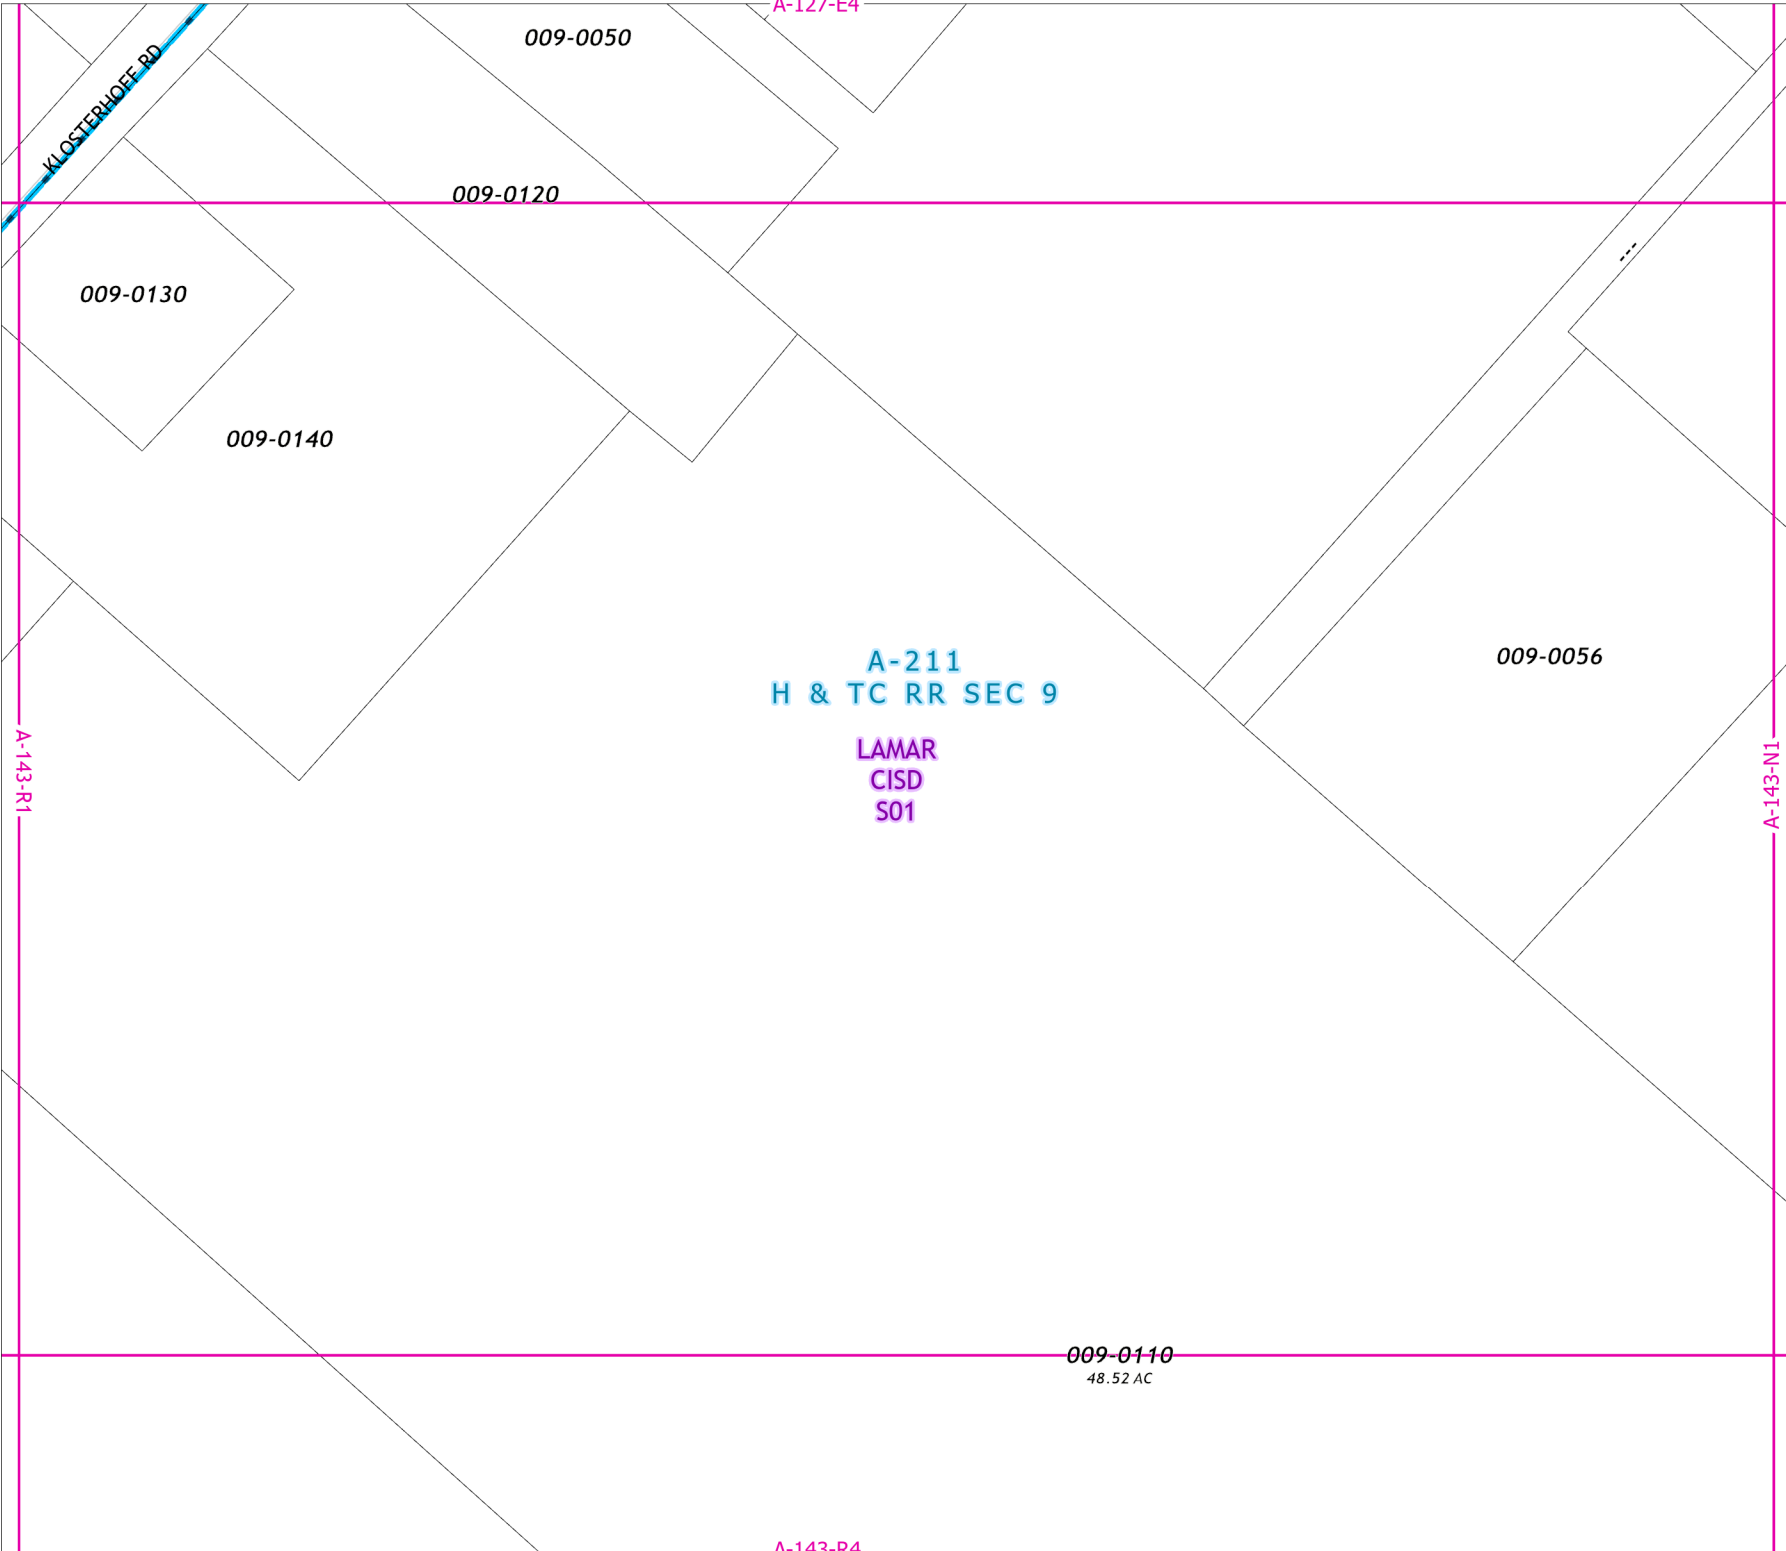 A-127-E4
009-0050
KLOSTERHOFF RD
009-0120
009-0130
009-0140
009-0056
A-211
H & TC RR SEC 9
LAMAR
CISD
S01
A-143-R1
A-143-N1
009-0110
48.52 AC
A-143-R4